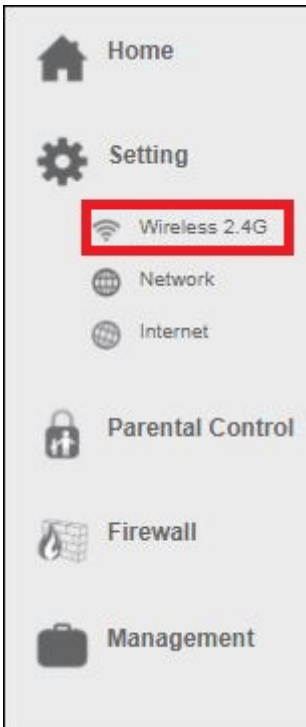 Home
Setting
Wireless 2.4G
Network
Internet
Parental Control
Firewall
Management